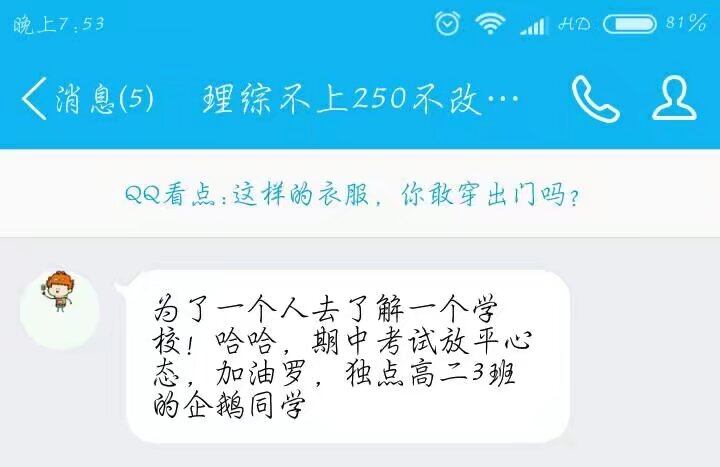 晚上7:53
HD
81%
消息(5)
理综不上250不改…
QQ看点:这样的衣服，你敢穿出门吗?
为了一个人去了解一个学
校！哈哈，期中考试放平心
态，加油罗，独点高二3班
的企鹅同学